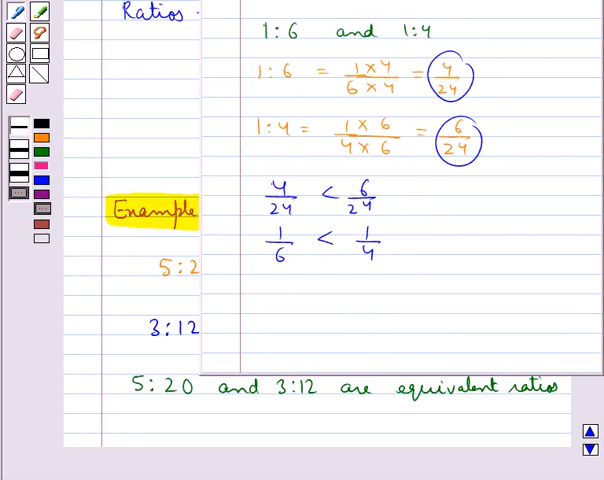 Ratios -
1:6 and 1:4
1:6 = 1×4/6×4 = 4/24
1:4 = 1×6/4×6 = 6/24
4/24 < 6/24
1/6 < 1/4
Example
5:2
3:12
5:20 and 3:12 are equivalent ratios